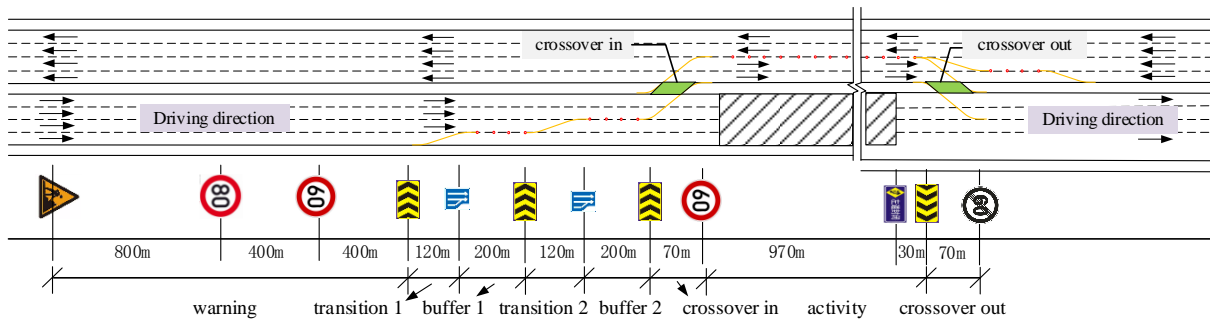 crossover in
crossover out
Driving direction
Driving direction
80
60
60
60
800m
400m
400m
120m
200m
120m
200m
70m
970m
30m
70m
warning
transition 1
buffer 1
transition 2
buffer 2
crossover in
activity
crossover out